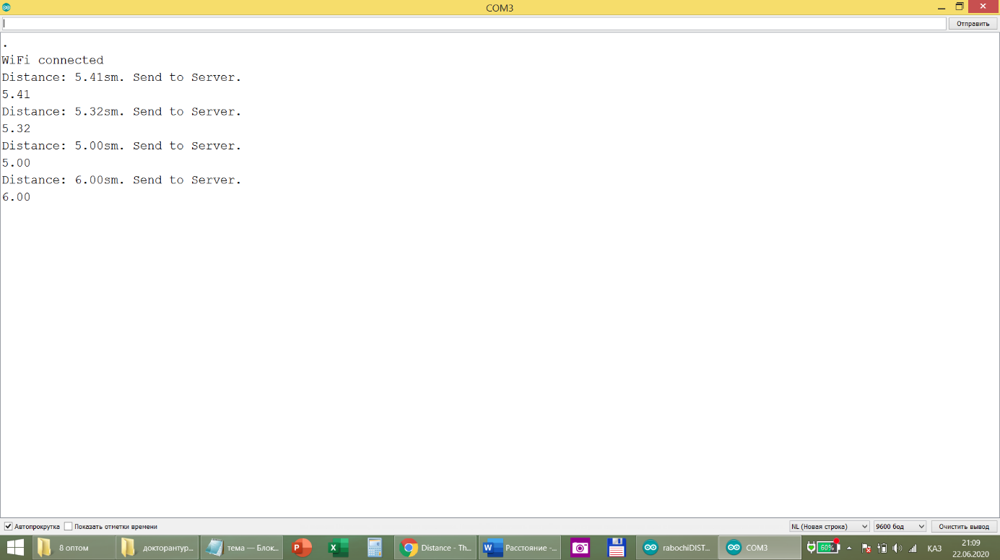 COM3
Отправить
.
WiFi connected
Distance: 5.41sm. Send to Server.
5.41
Distance: 5.32sm. Send to Server.
5.32
Distance: 5.00sm. Send to Server.
5.00
Distance: 6.00sm. Send to Server.
6.00
Автопрокрутка Показать отметки времени NL (Новая строка) 9600 бод Очистить вывод
8 оптом докторантур... тема — Блок... Distance - Th... Расстояние -... rabochiDIST... COM3 60% ҚАЗ 21:09
22.06.2020